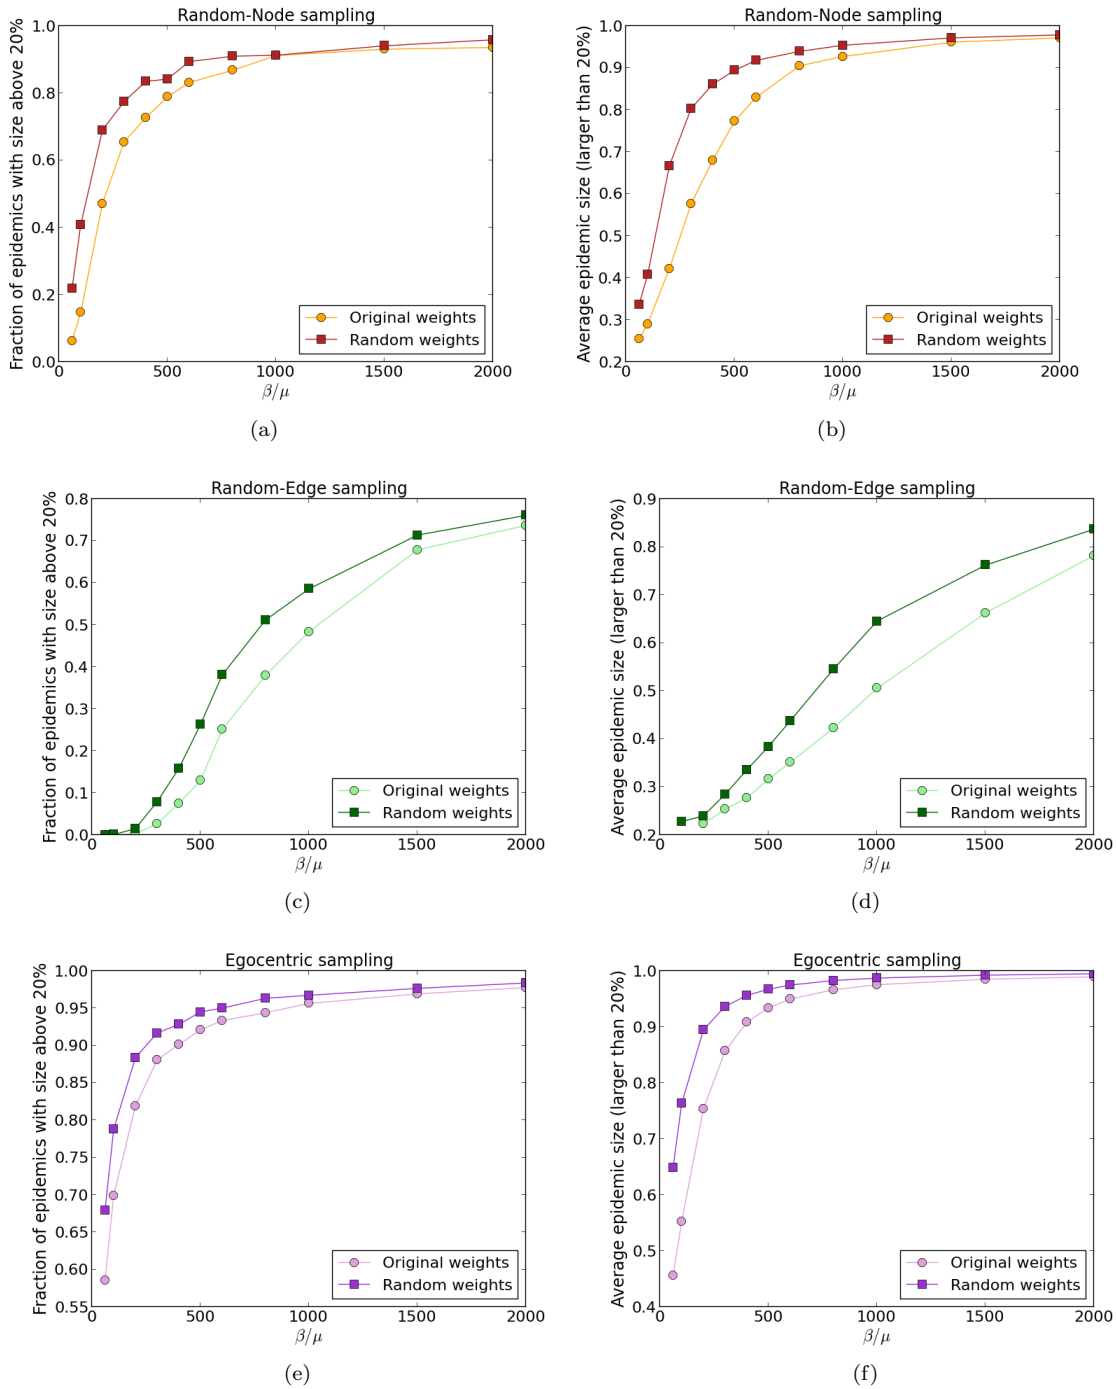 Random-Node sampling
Fraction of epidemics with size above 20%
1.0
0.8
0.6
0.4
0.2
0.0
0 500 1000 1500 2000
β/μ
Original weights
Random weights
(a)
Random-Node sampling
Average epidemic size (larger than 20%)
1.0
0.9
0.8
0.7
0.6
0.5
0.4
0.3
0.2
0 500 1000 1500 2000
β/μ
Original weights
Random weights
(b)
Random-Edge sampling
Fraction of epidemics with size above 20%
0.8
0.7
0.6
0.5
0.4
0.3
0.2
0.1
0.0
0 500 1000 1500 2000
β/μ
Original weights
Random weights
(c)
Random-Edge sampling
Average epidemic size (larger than 20%)
0.9
0.8
0.7
0.6
0.5
0.4
0.3
0.2
0 500 1000 1500 2000
β/μ
Original weights
Random weights
(d)
Egocentric sampling
Fraction of epidemics with size above 20%
1.00
0.95
0.90
0.85
0.80
0.75
0.70
0.65
0.60
0.55
0 500 1000 1500 2000
β/μ
Original weights
Random weights
(e)
Egocentric sampling
Average epidemic size (larger than 20%)
1.0
0.9
0.8
0.7
0.6
0.5
0.4
0 500 1000 1500 2000
β/μ
Original weights
Random weights
(f)